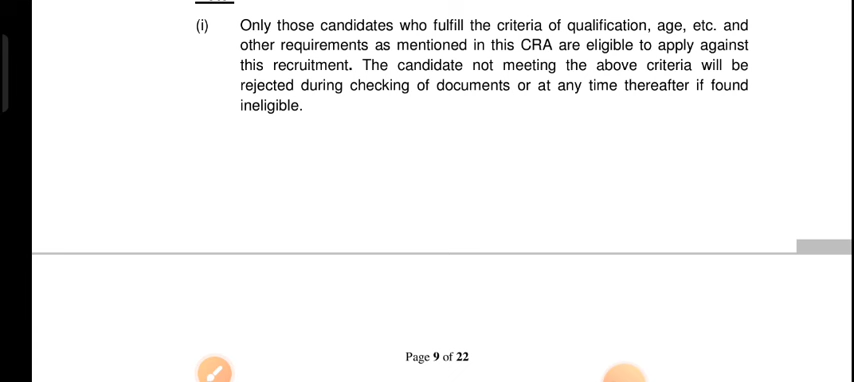 (i) Only those candidates who fulfill the criteria of qualification, age, etc. and
other requirements as mentioned in this CRA are eligible to apply against
this recruitment. The candidate not meeting the above criteria will be
rejected during checking of documents or at any time thereafter if found
ineligible.
Page 9 of 22